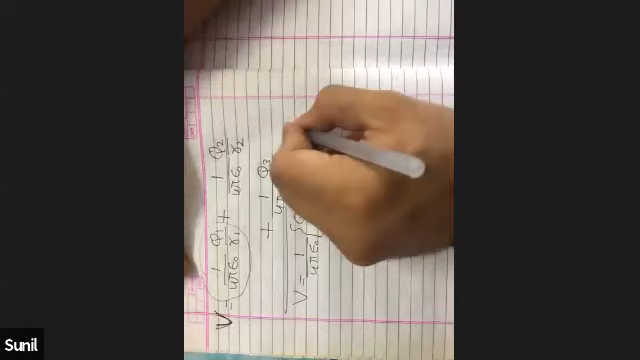 V = 1/4πε₀ Q₁/r₁ + 1/4πε₀ Q₂/r₂
+ 1/4π Q₃
V = 1/4πε₀ {
Sunil